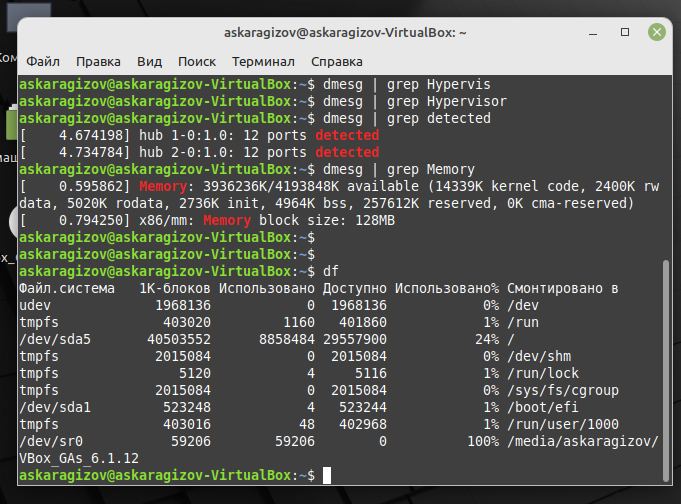 askaragizov@askaragizov-VirtualBox: ~
Файл Правка Вид Поиск Терминал Справка
askaragizov@askaragizov-VirtualBox:~$ dmesg | grep Hypervis
askaragizov@askaragizov-VirtualBox:~$ dmesg | grep Hypervisor
askaragizov@askaragizov-VirtualBox:~$ dmesg | grep detected
[    4.674198] hub 1-0:1.0: 12 ports detected
[    4.734784] hub 2-0:1.0: 12 ports detected
askaragizov@askaragizov-VirtualBox:~$ dmesg | grep Memory
[    0.595862] Memory: 3936236K/4193848K available (14339K kernel code, 2400K rw
data, 5020K rodata, 2736K init, 4964K bss, 257612K reserved, 0K cma-reserved)
[    0.794250] x86/mm: Memory block size: 128MB
askaragizov@askaragizov-VirtualBox:~$
askaragizov@askaragizov-VirtualBox:~$
askaragizov@askaragizov-VirtualBox:~$ df
Файл.система   1K-блоков Использовано Доступно Использовано% Смонтировано в
udev             1968136            0  1968136            0% /dev
tmpfs             403020         1160   401860            1% /run
/dev/sda5       40503552      8858484 29557900           24% /
tmpfs            2015084            0  2015084            0% /dev/shm
tmpfs               5120            4     5116            1% /run/lock
tmpfs            2015084            0  2015084            0% /sys/fs/cgroup
/dev/sda1         523248            4   523244            1% /boot/efi
tmpfs             403016           48   402968            1% /run/user/1000
/dev/sr0           59206        59206        0          100% /media/askaragizov/
VBox_GAs_6.1.12
askaragizov@askaragizov-VirtualBox:~$